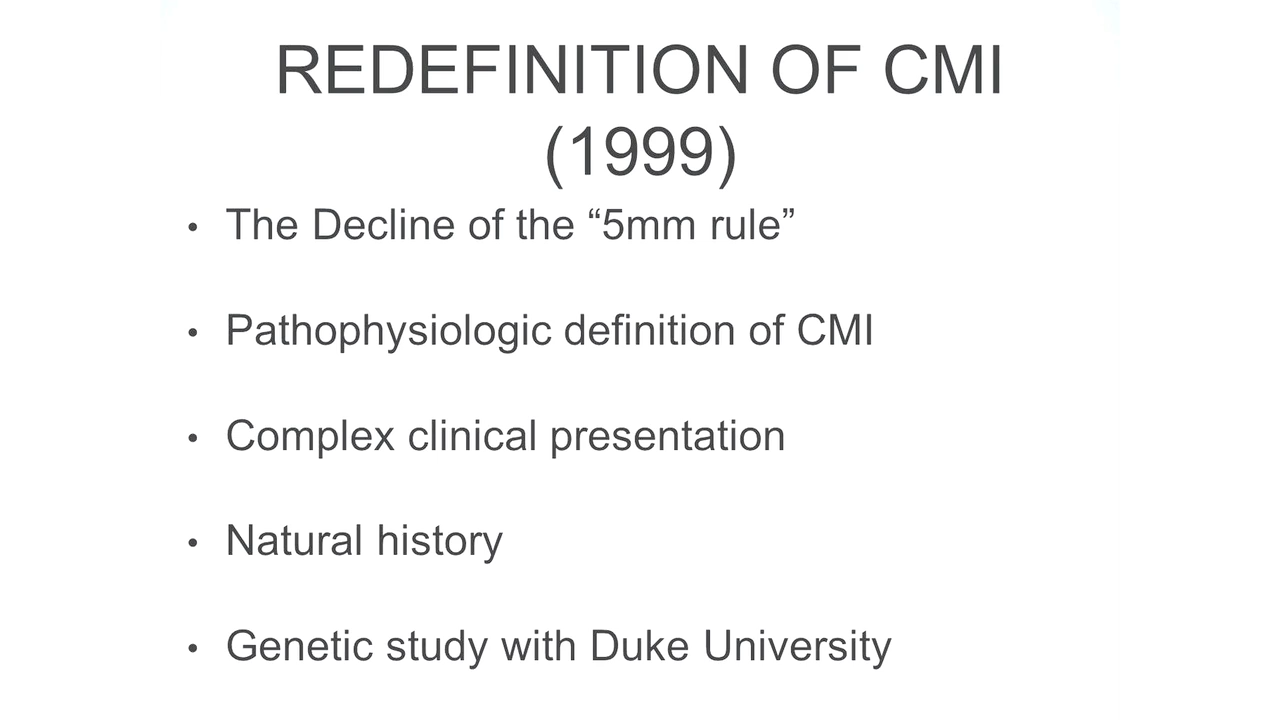 REDEFINITION OF CMI
(1999)
• The Decline of the “5mm rule”
• Pathophysiologic definition of CMI
• Complex clinical presentation
• Natural history
• Genetic study with Duke University